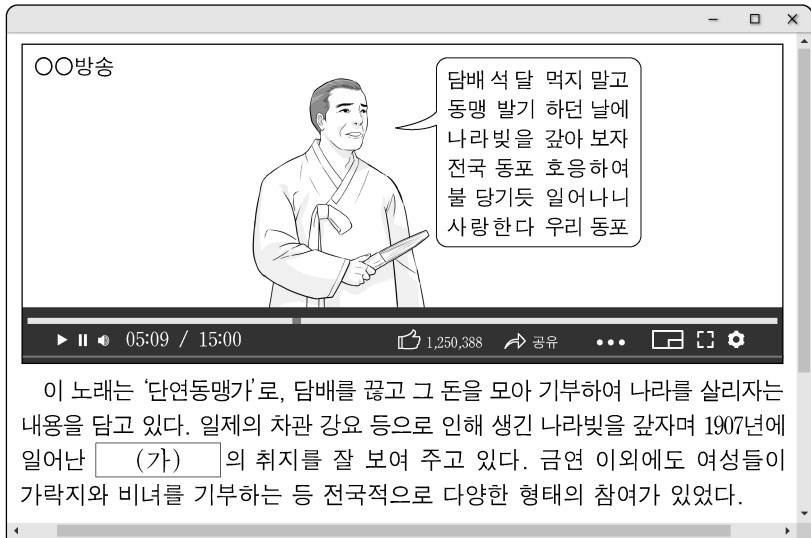 ○○방송
담배 석 달 먹지 말고
동맹 발기 하던 날에
나라빚을 갚아 보자
전국 동포 호응하여
불 당기듯 일어나니
사랑한다 우리 동포
05:09 / 15:00
1,250,388
공유
이 노래는 ‘단연동맹가’로, 담배를 끊고 그 돈을 모아 기부하여 나라를 살리자는
내용을 담고 있다. 일제의 차관 강요 등으로 인해 생긴 나라빚을 갚자며 1907년에
일어난 (가) 의 취지를 잘 보여 주고 있다. 금연 이외에도 여성들이
가락지와 비녀를 기부하는 등 전국적으로 다양한 형태의 참여가 있었다.